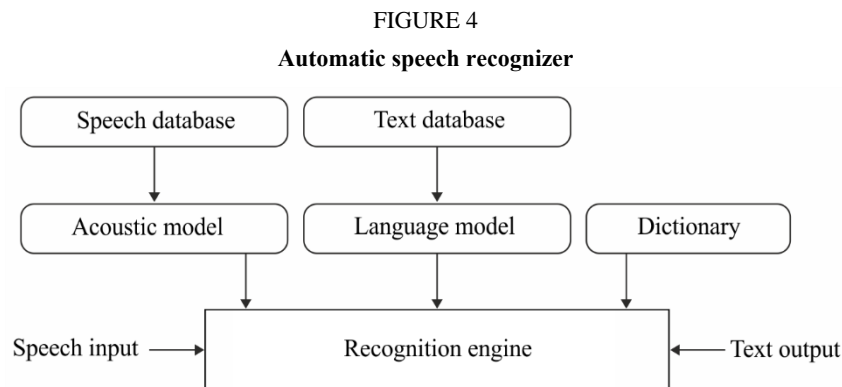 FIGURE 4
Automatic speech recognizer
Speech database
Text database
Acoustic model
Language model
Dictionary
Speech input
Recognition engine
Text output